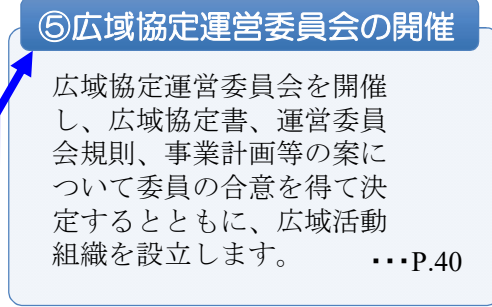 ⑤広域協定運営委員会の開催
広域協定運営委員会を開催
し、広域協定書、運営委員
会規則、事業計画等の案に
ついて委員の合意を得て決
定するとともに、広域活動
組織を設立します。 ･･･P.40